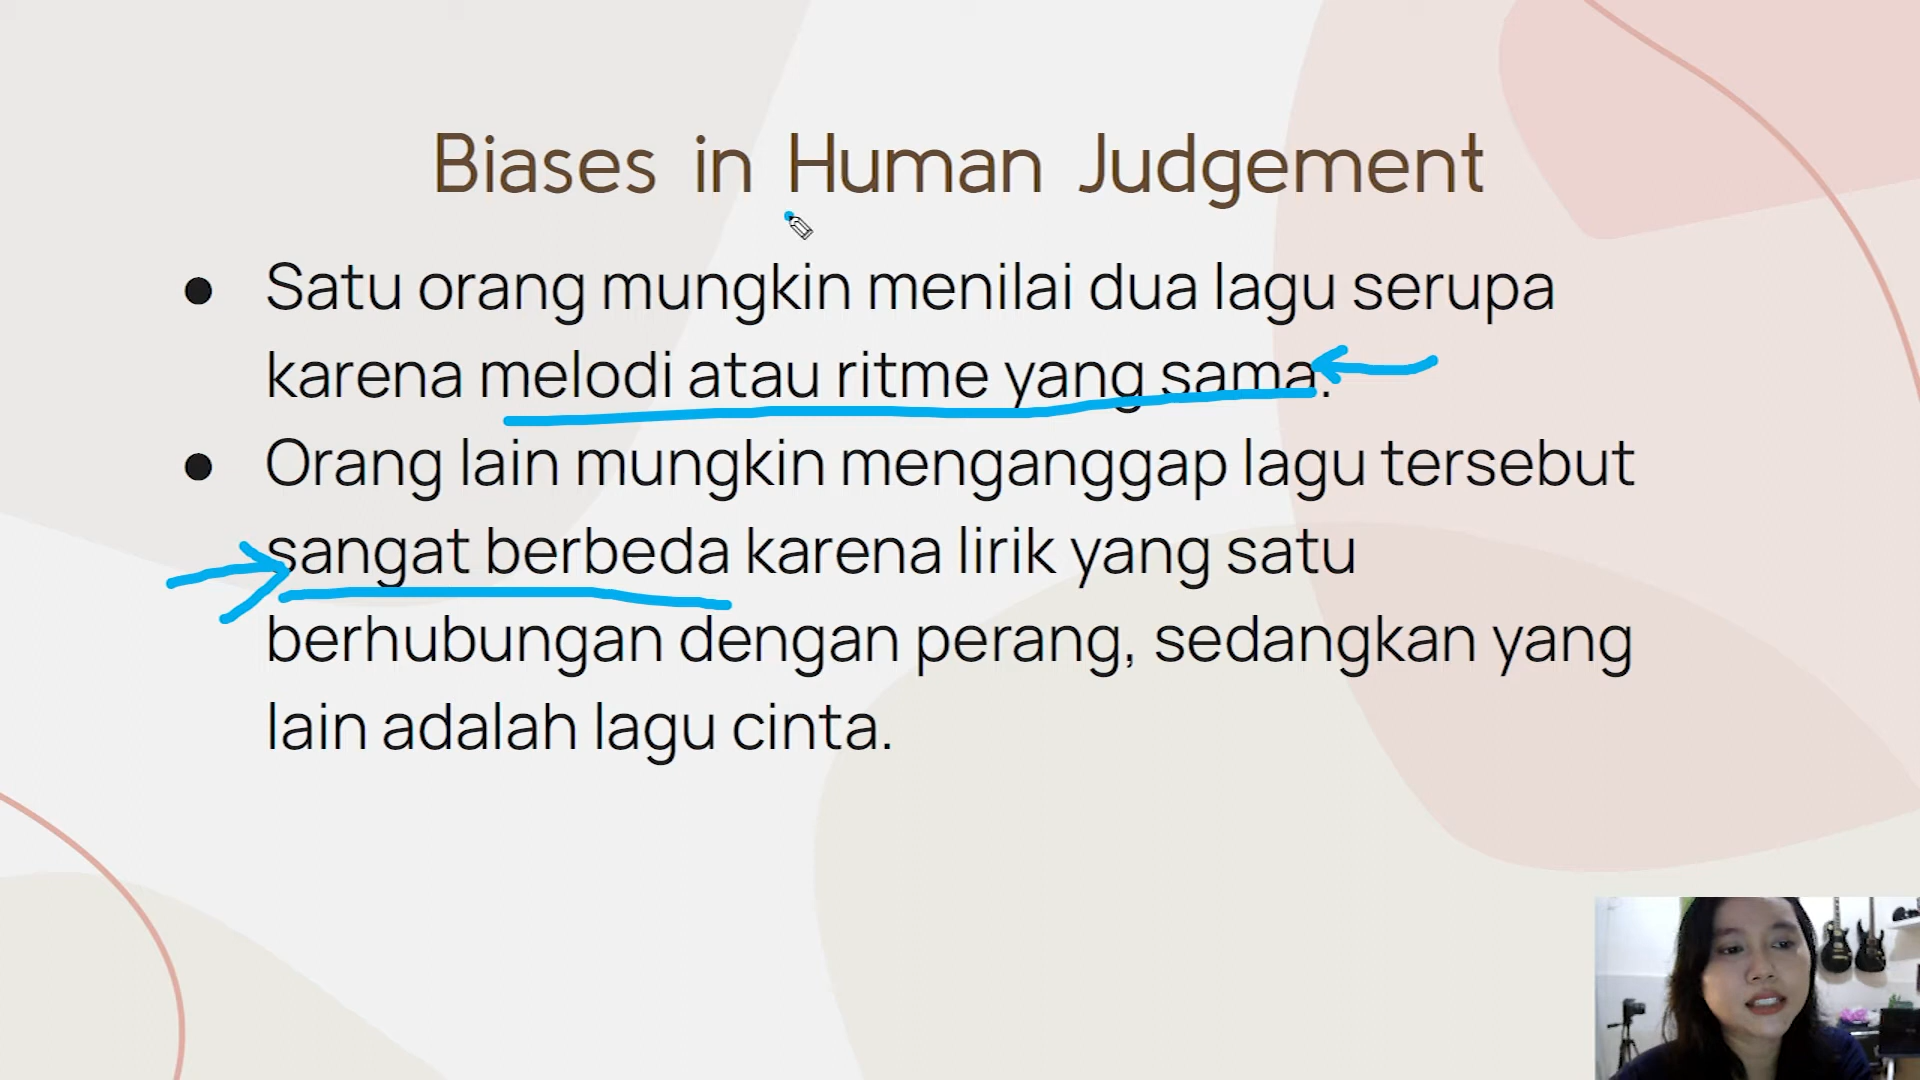 Biases in Human Judgement
● Satu orang mungkin menilai dua lagu serupa
karena melodi atau ritme yang sama.
● Orang lain mungkin menganggap lagu tersebut
sangat berbeda karena lirik yang satu
berhubungan dengan perang, sedangkan yang
lain adalah lagu cinta.